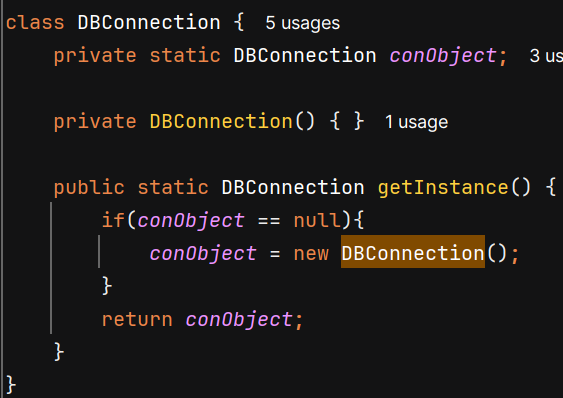 class DBConnection { 5 usages
private static DBConnection conObject; 3 us
private DBConnection() { } 1 usage
public static DBConnection getInstance() {
if(conObject == null){
conObject = new DBConnection();
}
return conObject;
}
}